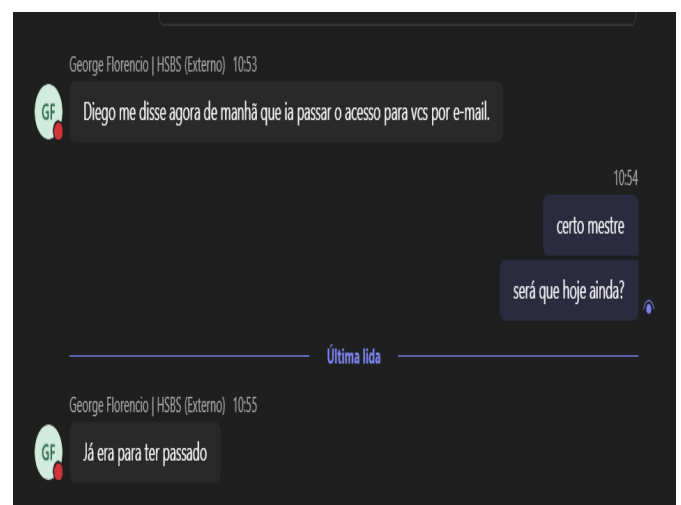 George Florencio | HSBS (Externo) 10:53
GF
Diego me disse agora de manhã que ia passar o acesso para vcs por e-mail.
10:54
certo mestre
será que hoje ainda?
Última lida
George Florencio | HSBS (Externo) 10:55
GF
Já era para ter passado